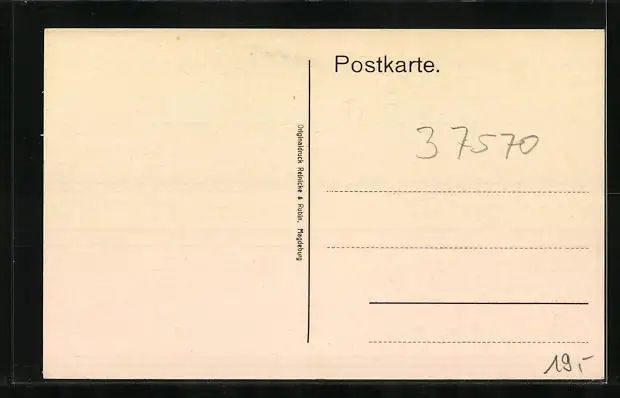 Postkarte.
37570
Originaldruck Reinicke & Rubin, Magdeburg
19,-